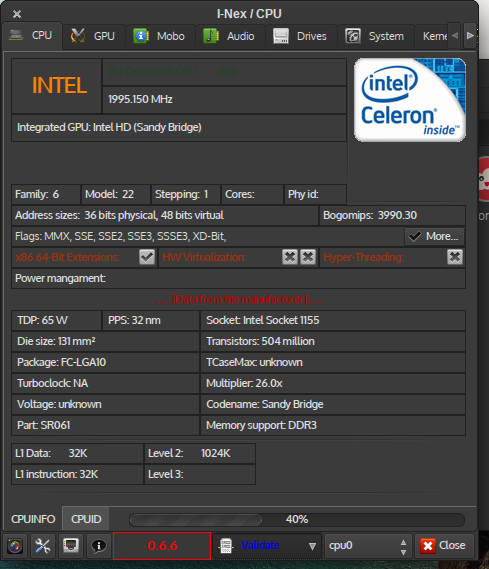 I-Nex / CPU
CPU GPU Mobo Audio Drives System Kerne
INTEL
1995.150 MHz
intel
Celeron
inside™
Integrated GPU: Intel HD (Sandy Bridge)
Family: 6 Model: 22 Stepping: 1 Cores: Phy id:
Address sizes: 36 bits physical, 48 bits virtual Bogomips: 3990.30
Flags: MMX, SSE, SSE2, SSE3, SSSE3, XD-Bit, More...
x86 64-Bit Extensions: HW Virtualization: Hyper-Threading:
Power mangament:
..:: |Data from the manufacturer| ::..
TDP: 65 W PPS: 32 nm Socket: Intel Socket 1155
Die size: 131 mm² Transistors: 504 million
Package: FC-LGA10 TCaseMax: unknown
Turboclock: NA Multiplier: 26.0x
Voltage: unknown Codename: Sandy Bridge
Part: SR061 Memory support: DDR3
L1 Data: 32K Level 2: 1024K
L1 instruction: 32K Level 3:
CPUINFO CPUID 40%
0.6.6 Validate cpu0 Close